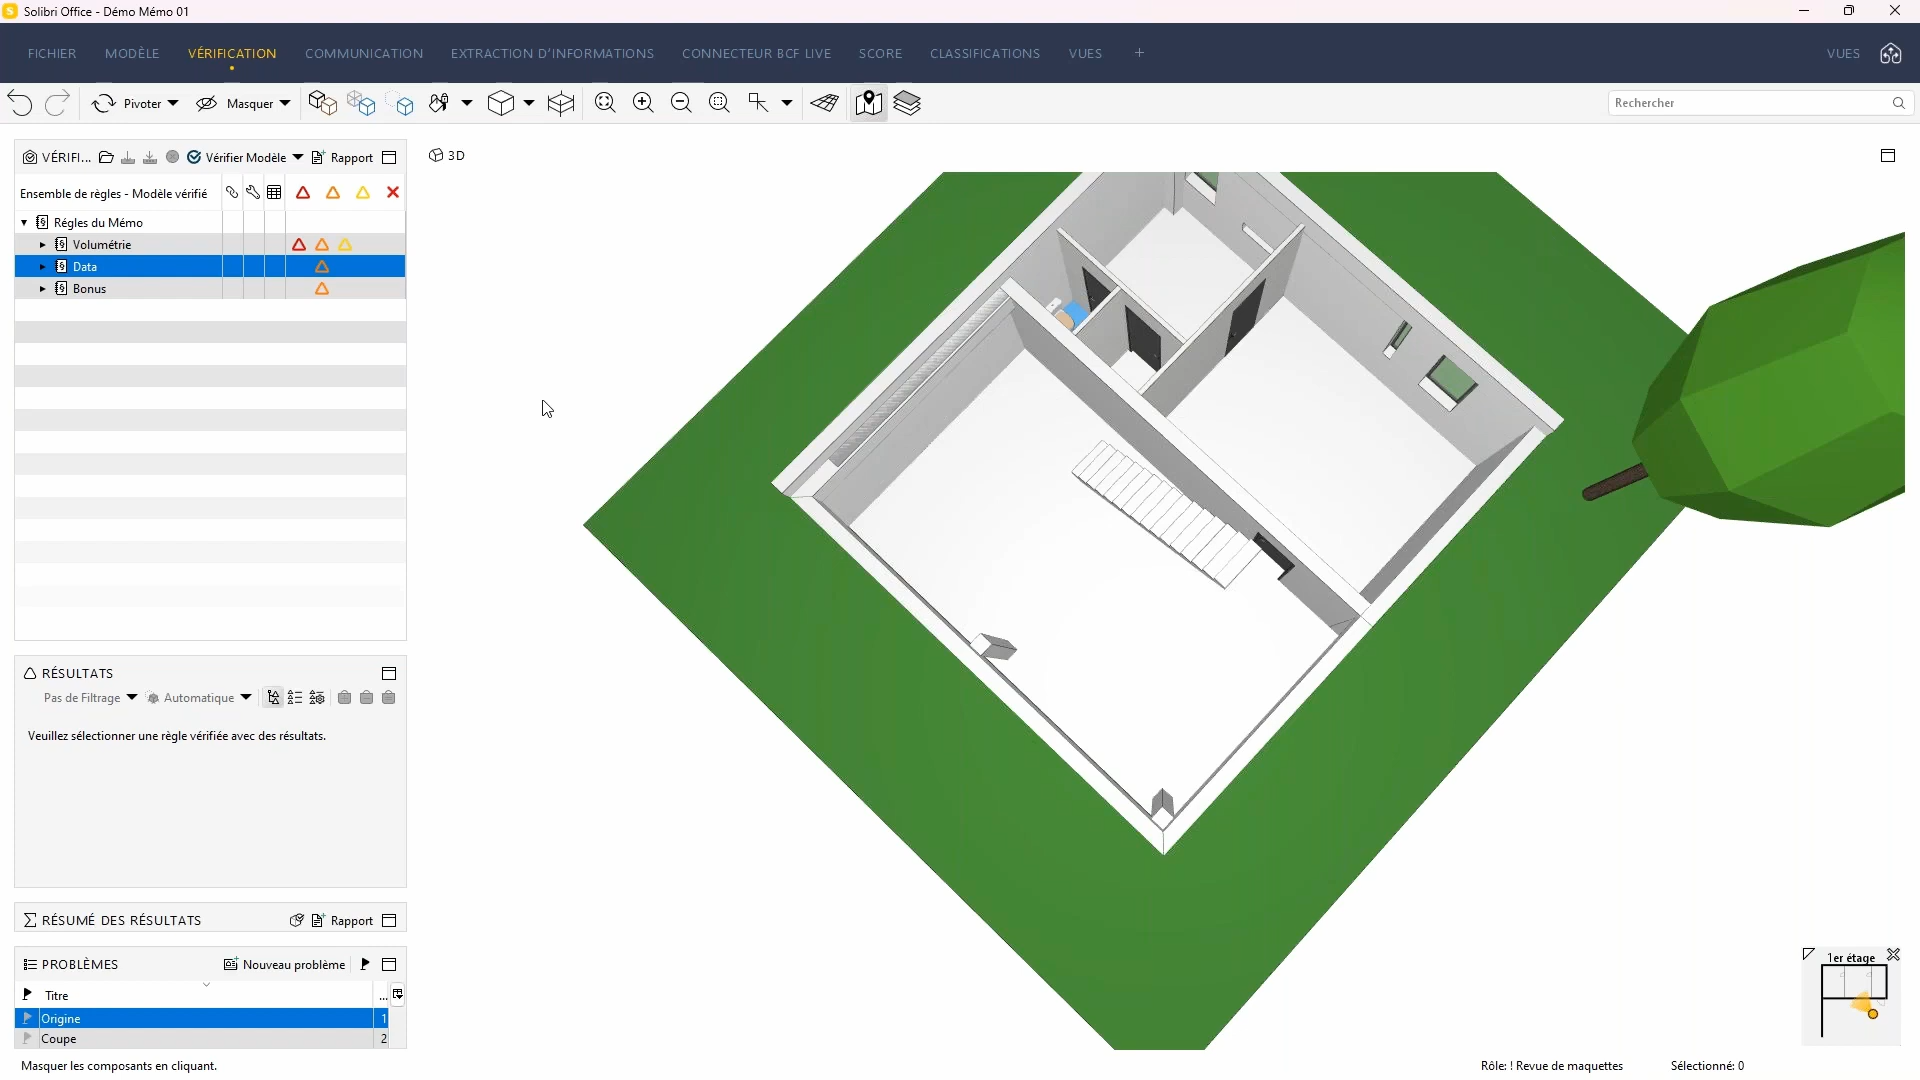 Solibri Office - Démo Mémo 01
FICHIER MODÈLE VÉRIFICATION COMMUNICATION EXTRACTION D'INFORMATIONS CONNECTEUR BCF LIVE SCORE CLASSIFICATIONS VUES + VUES
Pivoter Masquer Rechercher
VÉRIFI... Vérifier Modèle Rapport
3D
Ensemble de règles - Modèle vérifié
Régles du Mémo
Volumétrie
Data
Bonus
RÉSULTATS
Pas de Filtrage Automatique
Veuillez sélectionner une règle vérifiée avec des résultats.
RÉSUMÉ DES RÉSULTATS Rapport
PROBLÈMES Nouveau problème
1er étage
Titre ...
Origine 1
Coupe 2
Masquer les composants en cliquant. Rôle: ! Revue de maquettes Sélectionné: 0